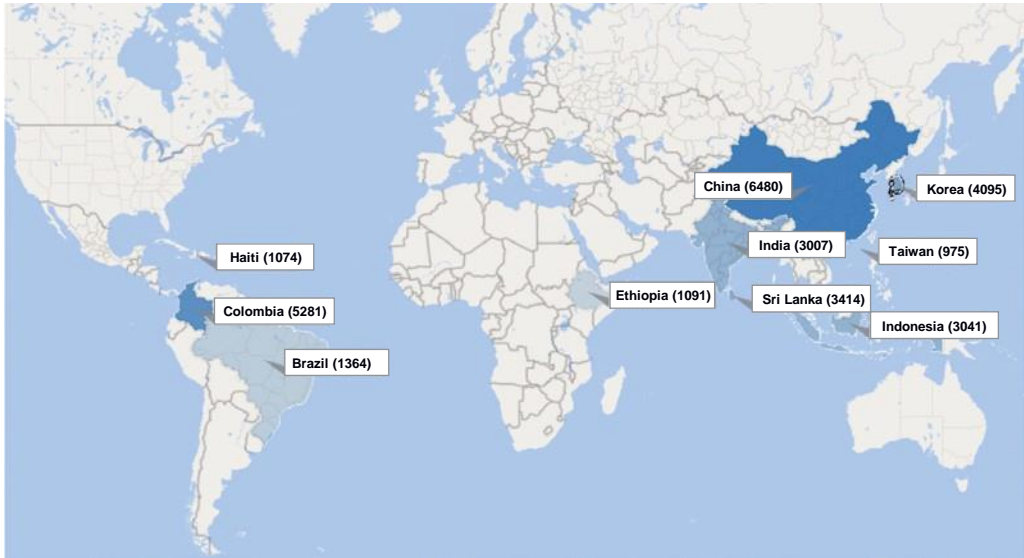 China (6480)
Korea (4095)
India (3007)
Taiwan (975)
Haiti (1074)
Ethiopia (1091)
Sri Lanka (3414)
Colombia (5281)
Indonesia (3041)
Brazil (1364)